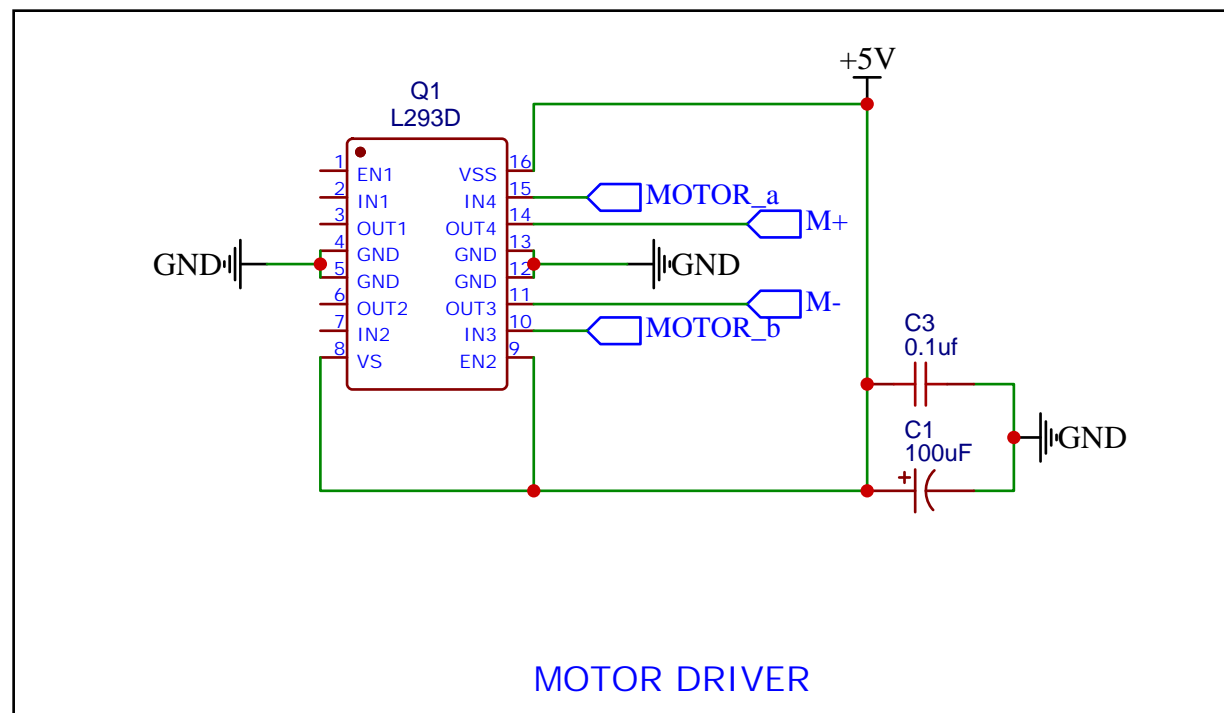 +5V
Q1
L293D
1 EN1 VSS 16
2 IN1 IN4 15 MOTOR_a
3 OUT1 OUT4 14 M+
4 GND GND 13
GND GND
5 GND GND 12
6 OUT2 OUT3 11 M-
7 IN2 IN3 10 MOTOR_b
8 VS EN2 9
C3
0.1uf
C1
100uF
GND
+
MOTOR DRIVER